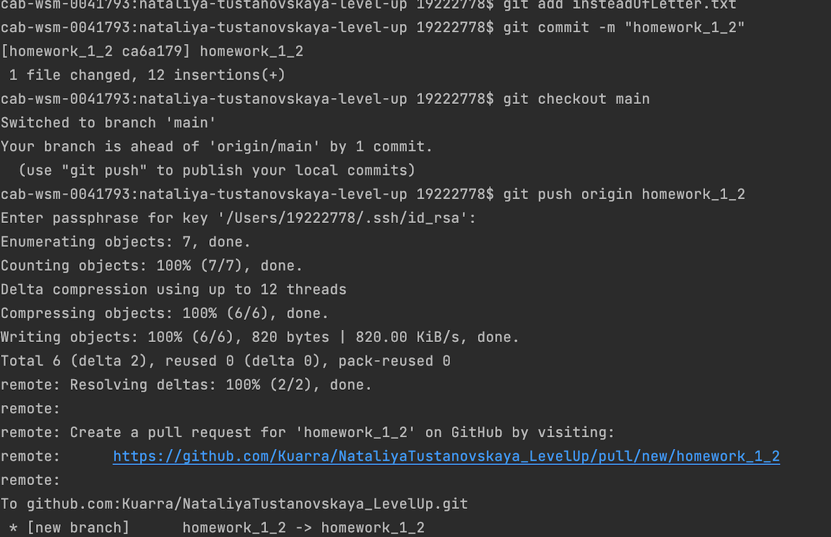 cab-wsm-0041793:nataliya-tustanovskaya-level-up 19222778$ git add insteadOfLetter.txt
cab-wsm-0041793:nataliya-tustanovskaya-level-up 19222778$ git commit -m "homework_1_2"
[homework_1_2 ca6a179] homework_1_2
 1 file changed, 12 insertions(+)
cab-wsm-0041793:nataliya-tustanovskaya-level-up 19222778$ git checkout main
Switched to branch 'main'
Your branch is ahead of 'origin/main' by 1 commit.
  (use "git push" to publish your local commits)
cab-wsm-0041793:nataliya-tustanovskaya-level-up 19222778$ git push origin homework_1_2
Enter passphrase for key '/Users/19222778/.ssh/id_rsa':
Enumerating objects: 7, done.
Counting objects: 100% (7/7), done.
Delta compression using up to 12 threads
Compressing objects: 100% (6/6), done.
Writing objects: 100% (6/6), 820 bytes | 820.00 KiB/s, done.
Total 6 (delta 2), reused 0 (delta 0), pack-reused 0
remote: Resolving deltas: 100% (2/2), done.
remote:
remote: Create a pull request for 'homework_1_2' on GitHub by visiting:
remote:      https://github.com/Kuarra/NataliyaTustanovskaya_LevelUp/pull/new/homework_1_2
remote:
To github.com:Kuarra/NataliyaTustanovskaya_LevelUp.git
 * [new branch]      homework_1_2 -> homework_1_2